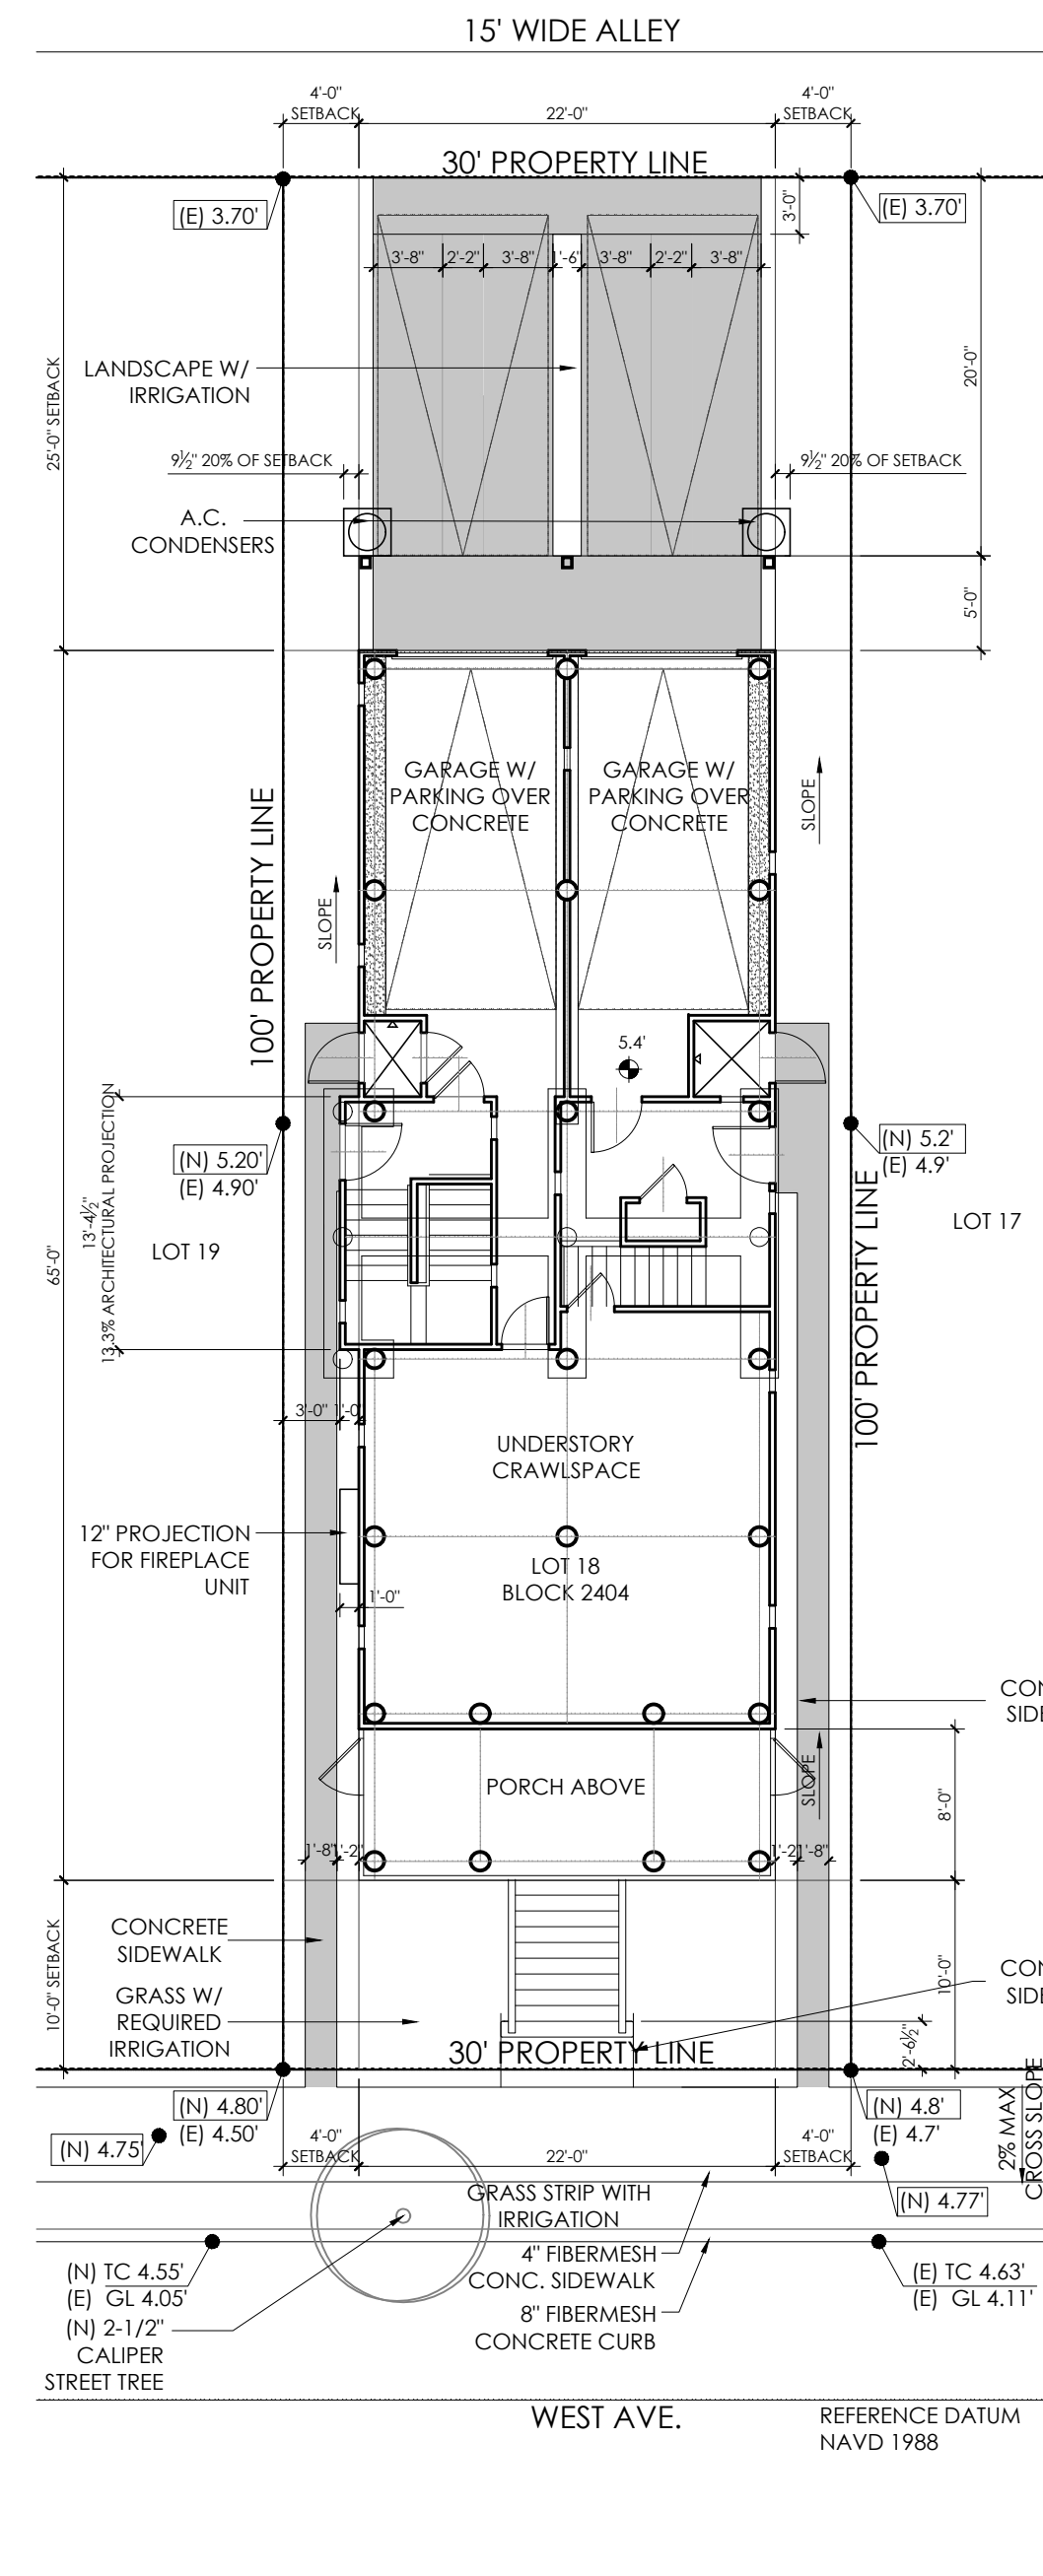 15' WIDE ALLEY
4'-0"
SETBACK
22'-0"
4'-0"
SETBACK
30' PROPERTY LINE
(E) 3.70'
(E) 3.70'
3'-0"
3'-8"
2'-2"
3'-8"
1'-6"
3'-8"
2'-2"
3'-8"
25'-0" SETBACK
20'-0"
LANDSCAPE W/
IRRIGATION
9½" 20% OF SETBACK
9½" 20% OF SETBACK
A.C.
CONDENSERS
5'-0"
GARAGE W/
PARKING OVER
CONCRETE
GARAGE W/
PARKING OVER
CONCRETE
SLOPE
SLOPE
100' PROPERTY LINE
5.4'
13'-4½"
13.3% ARCHITECTURAL PROJECTION
(N) 5.20'
(E) 4.90'
(N) 5.2'
(E) 4.9'
LOT 19
LOT 17
65'-0"
100' PROPERTY LINE
3'-0"
1'-0"
UNDERSTORY
CRAWLSPACE
12" PROJECTION
FOR FIREPLACE
UNIT
LOT 18
BLOCK 2404
1'-0"
CON
SIDE
PORCH ABOVE
SLOPE
8'-0"
1'-8"
1'-2"
1'-2"
1'-8"
CONCRETE
SIDEWALK
10'-0" SETBACK
10'-0"
CON
SIDE
GRASS W/
REQUIRED
IRRIGATION
2'-6½"
30' PROPERTY LINE
(N) 4.80'
(E) 4.50'
(N) 4.8'
(E) 4.7'
(N) 4.75'
2% MAX
CROSS SLOPE
4'-0"
SETBACK
22'-0"
4'-0"
SETBACK
(N) 4.77'
GRASS STRIP WITH
IRRIGATION
4" FIBERMESH
CONC. SIDEWALK
8" FIBERMESH
CONCRETE CURB
(N) TC 4.55'
(E) GL 4.05'
(E) TC 4.63'
(E) GL 4.11'
(N) 2-1/2"
CALIPER
STREET TREE
WEST AVE.
REFERENCE DATUM
NAVD 1988